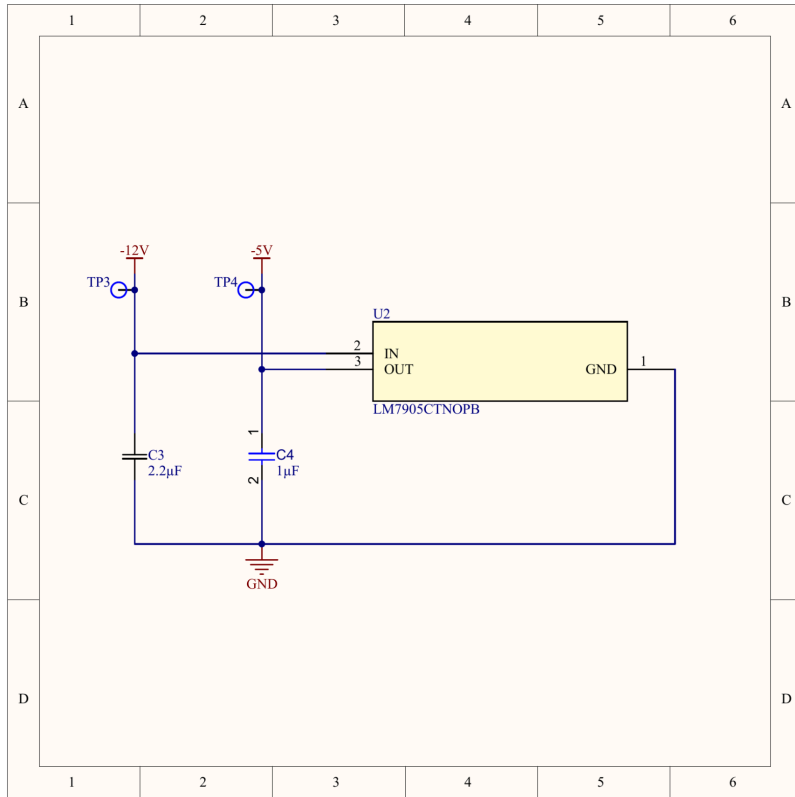 1 2 3 4 5 6
A A
-12V -5V
TP3 TP4
B B
U2
2 IN
3 OUT GND 1
LM7905CTNOPB
1
C3 C4
2.2µF 1µF
2
C C
GND
D D
1 2 3 4 5 6